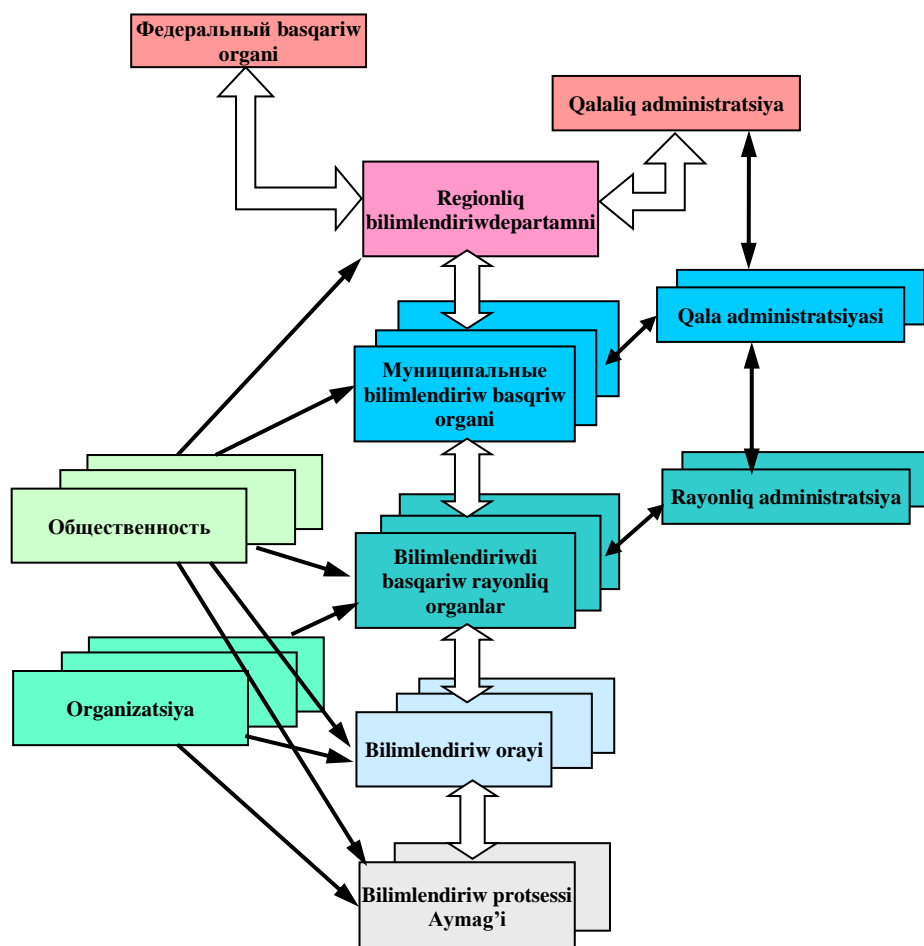 Федеральный basqariw
organi
Qalaliq administratsiya
Regionliq
bilimlendiriwdepartamni
Qala administratsiyasi
Муниципальные
bilimlendiriw basqriw
organi
Rayonliq administratsiya
Общественность
Bilimlendiriwdi
basqariw rayonliq
organlar
Organizatsiya
Bilimlendiriw orayi
Bilimlendiriw protsessi
Aymag’i